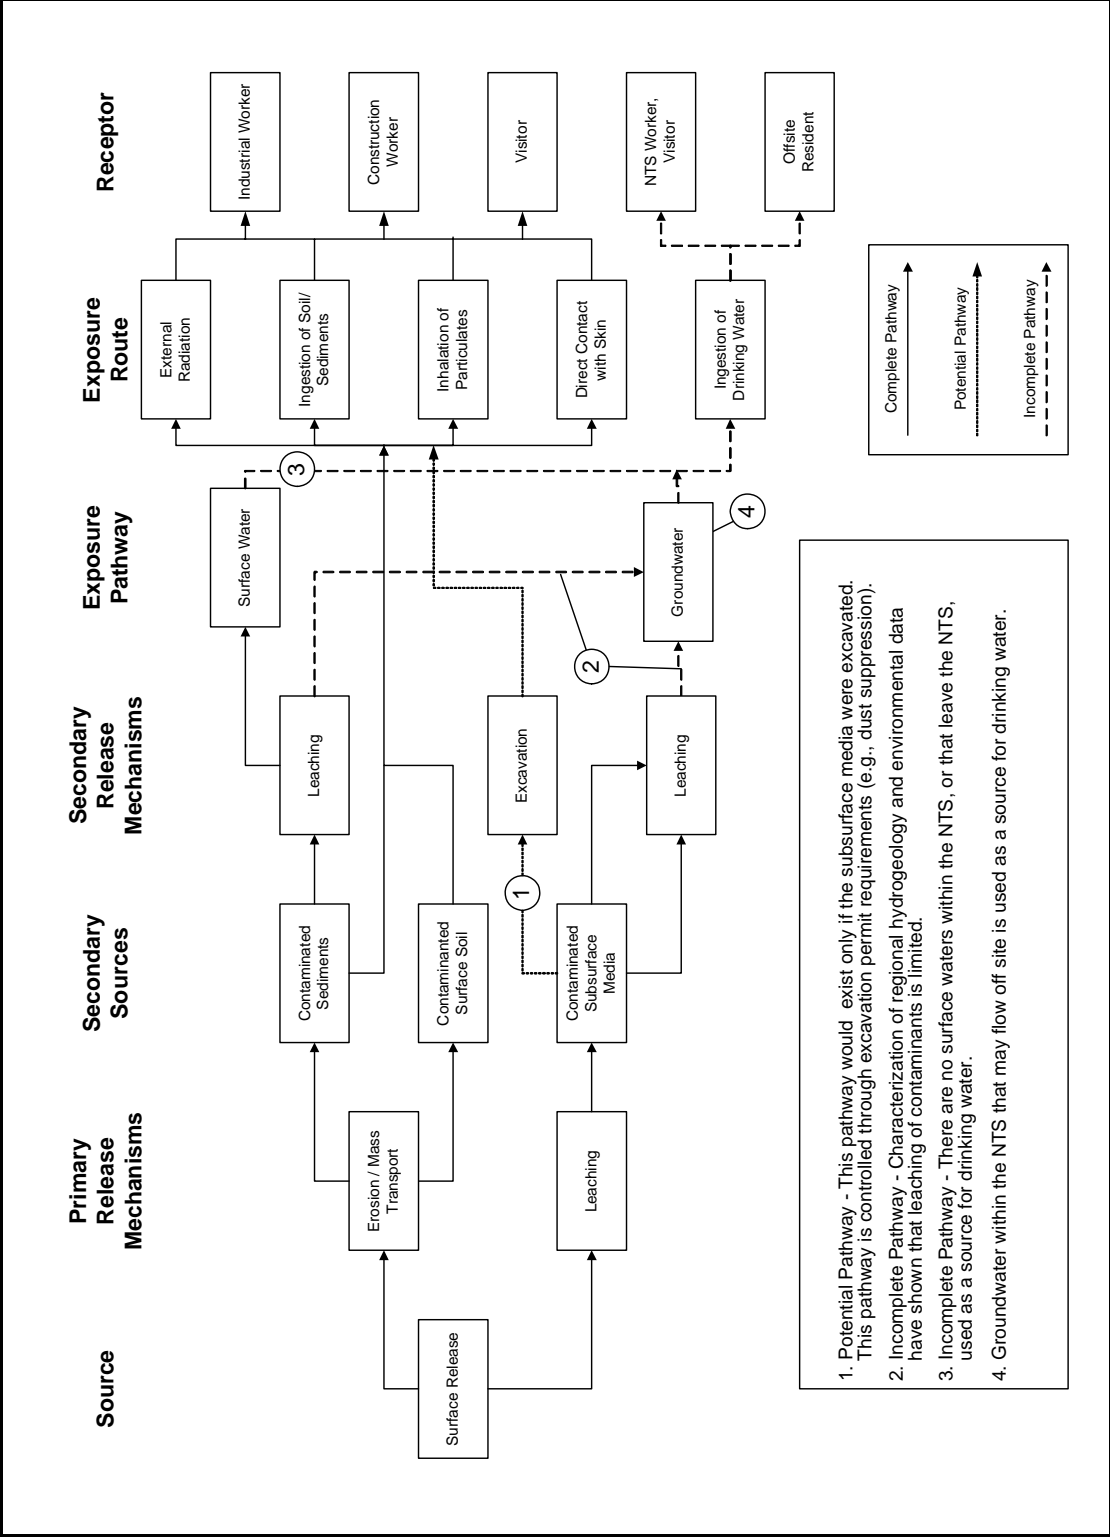 Source
Primary
Release
Mechanisms
Secondary
Sources
Secondary
Release
Mechanisms
Exposure
Pathway
Exposure
Route
Receptor
Surface Release
Erosion / Mass
Transport
Leaching
Contaminated
Sediments
Contaminanted
Surface Soil
Contaminated
Subsurface
Media
1
Leaching
Excavation
Leaching
2
Surface Water
Groundwater
3
4
External
Radiation
Ingestion of Soil/
Sediments
Inhalation of
Particulates
Direct Contact
with Skin
Ingestion of
Drinking Water
Industrial Worker
Construction
Worker
Visitor
NTS Worker,
Visitor
Offsite
Resident
1. Potential Pathway - This pathway would exist only if the subsurface media were excavated.
This pathway is controlled through excavation permit requirements (e.g., dust suppression).
2. Incomplete Pathway - Characterization of regional hydrogeology and environmental data
have shown that leaching of contaminants is limited.
3. Incomplete Pathway - There are no surface waters within the NTS, or that leave the NTS,
used as a source for drinking water.
4. Groundwater within the NTS that may flow off site is used as a source for drinking water.
Complete Pathway
Potential Pathway
Incomplete Pathway